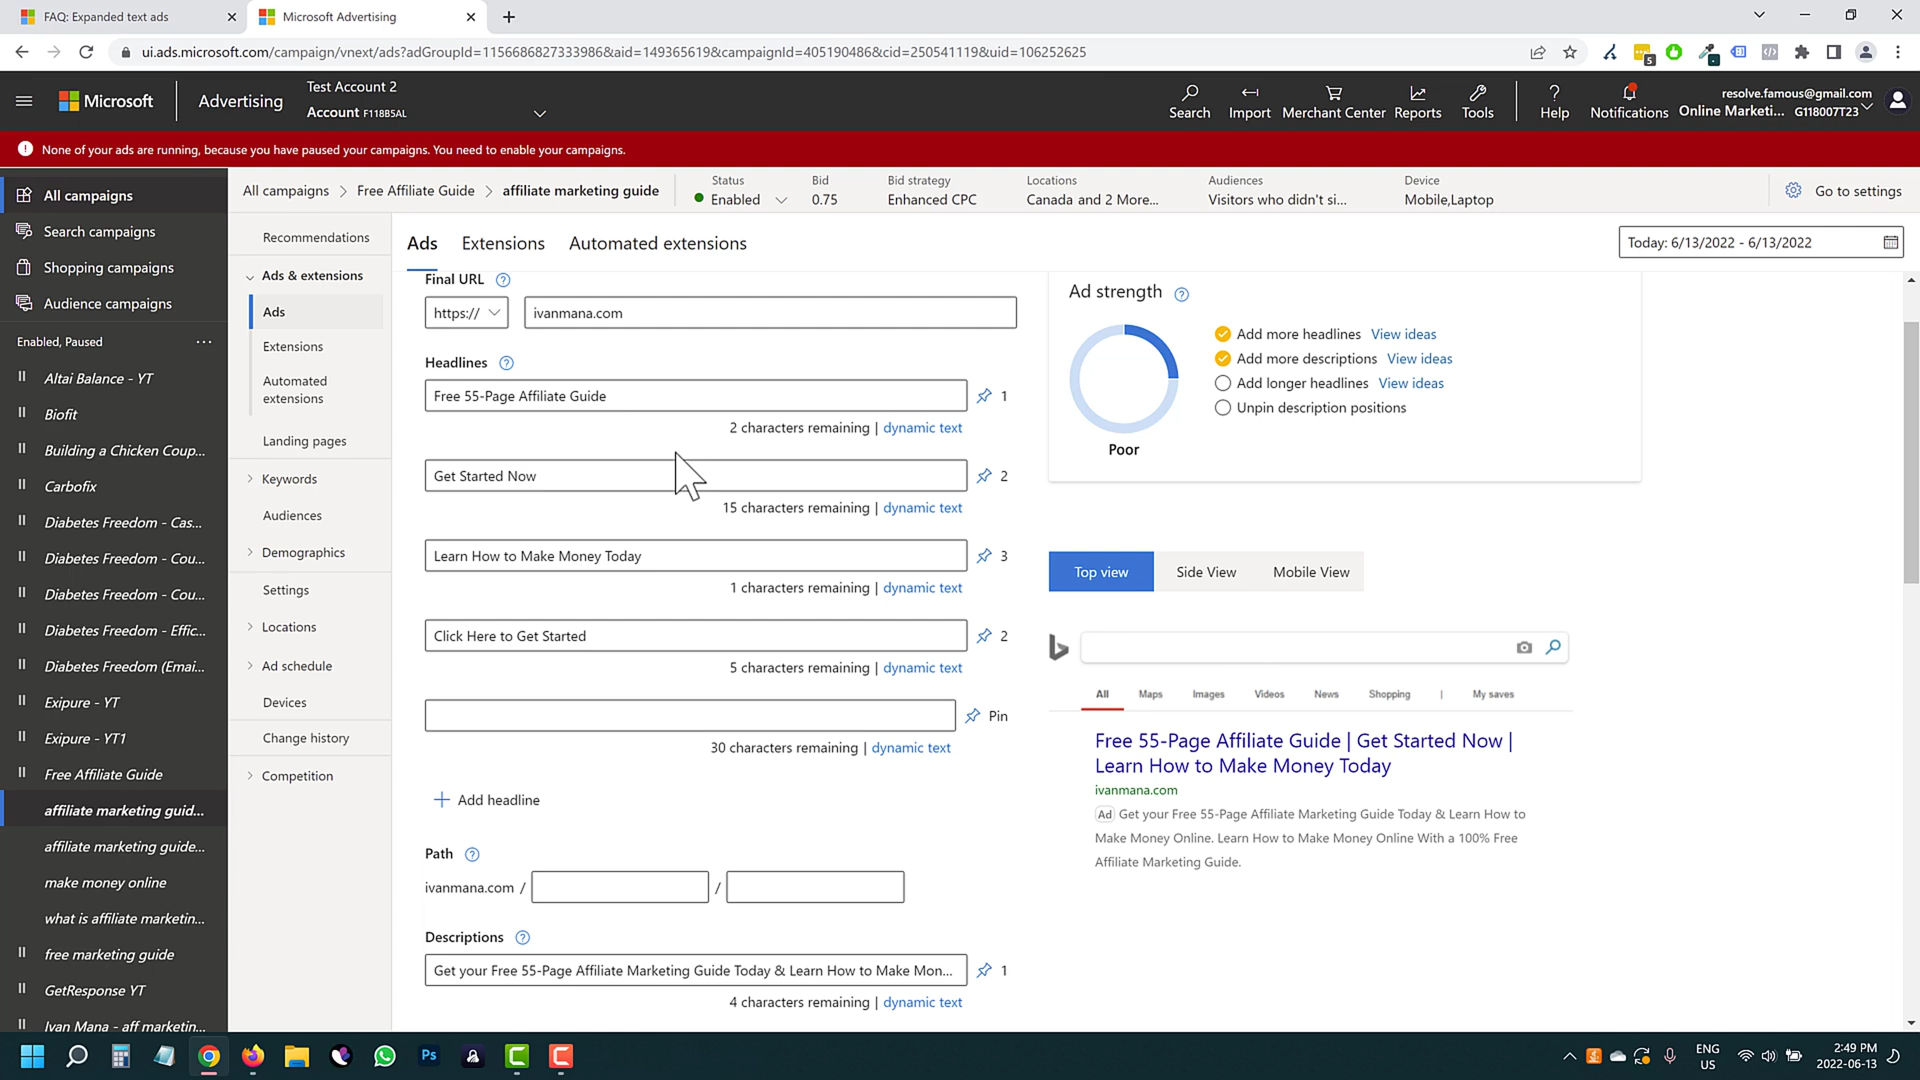 FAQ: Expanded text ads
Microsoft Advertising
ui.ads.microsoft.com/campaign/vnext/ads?adGroupId=1156686827333986&aid=149365619&campaignId=405190486&cid=250541119&uid=106252625
5
Microsoft
Advertising
Test Account 2
Account F118B5AL
Search
Import
Merchant Center
Reports
Tools
Help
Notifications
resolve.famous@gmail.com
Online Marketi... G118007T23
None of your ads are running, because you have paused your campaigns. You need to enable your campaigns.
All campaigns
Search campaigns
Shopping campaigns
Audience campaigns
Enabled, Paused
...
Altai Balance - YT
Biofit
Building a Chicken Coup...
Carbofix
Diabetes Freedom - Cas...
Diabetes Freedom - Cou...
Diabetes Freedom - Cou...
Diabetes Freedom - Effic...
Diabetes Freedom (Emai...
Exipure - YT
Exipure - YT1
Free Affiliate Guide
affiliate marketing guid...
affiliate marketing guide...
make money online
what is affiliate marketin...
free marketing guide
GetResponse YT
Ivan Mana - aff marketin...
All campaigns > Free Affiliate Guide > affiliate marketing guide
Status
Enabled
Bid
0.75
Bid strategy
Enhanced CPC
Locations
Canada and 2 More...
Audiences
Visitors who didn't si...
Device
Mobile,Laptop
Go to settings
Recommendations
Ads & extensions
Ads
Extensions
Automated
extensions
Landing pages
Keywords
Audiences
Demographics
Settings
Locations
Ad schedule
Devices
Change history
Competition
Ads
Extensions
Automated extensions
Today: 6/13/2022 - 6/13/2022
Final URL
https://
ivanmana.com
Headlines
Free 55-Page Affiliate Guide
1
2 characters remaining | dynamic text
Get Started Now
2
15 characters remaining | dynamic text
Learn How to Make Money Today
3
1 characters remaining | dynamic text
Click Here to Get Started
2
5 characters remaining | dynamic text
Pin
30 characters remaining | dynamic text
Add headline
Path
ivanmana.com /
/
Descriptions
Get your Free 55-Page Affiliate Marketing Guide Today & Learn How to Make Mon...
1
4 characters remaining | dynamic text
Ad strength
Poor
Add more headlines View ideas
Add more descriptions View ideas
Add longer headlines View ideas
Unpin description positions
Top view
Side View
Mobile View
All
Maps
Images
Videos
News
Shopping
|
My saves
Free 55-Page Affiliate Guide | Get Started Now |
Learn How to Make Money Today
ivanmana.com
Ad Get your Free 55-Page Affiliate Marketing Guide Today & Learn How to
Make Money Online. Learn How to Make Money Online With a 100% Free
Affiliate Marketing Guide.
Ps
ENG
US
2:49 PM
2022-06-13